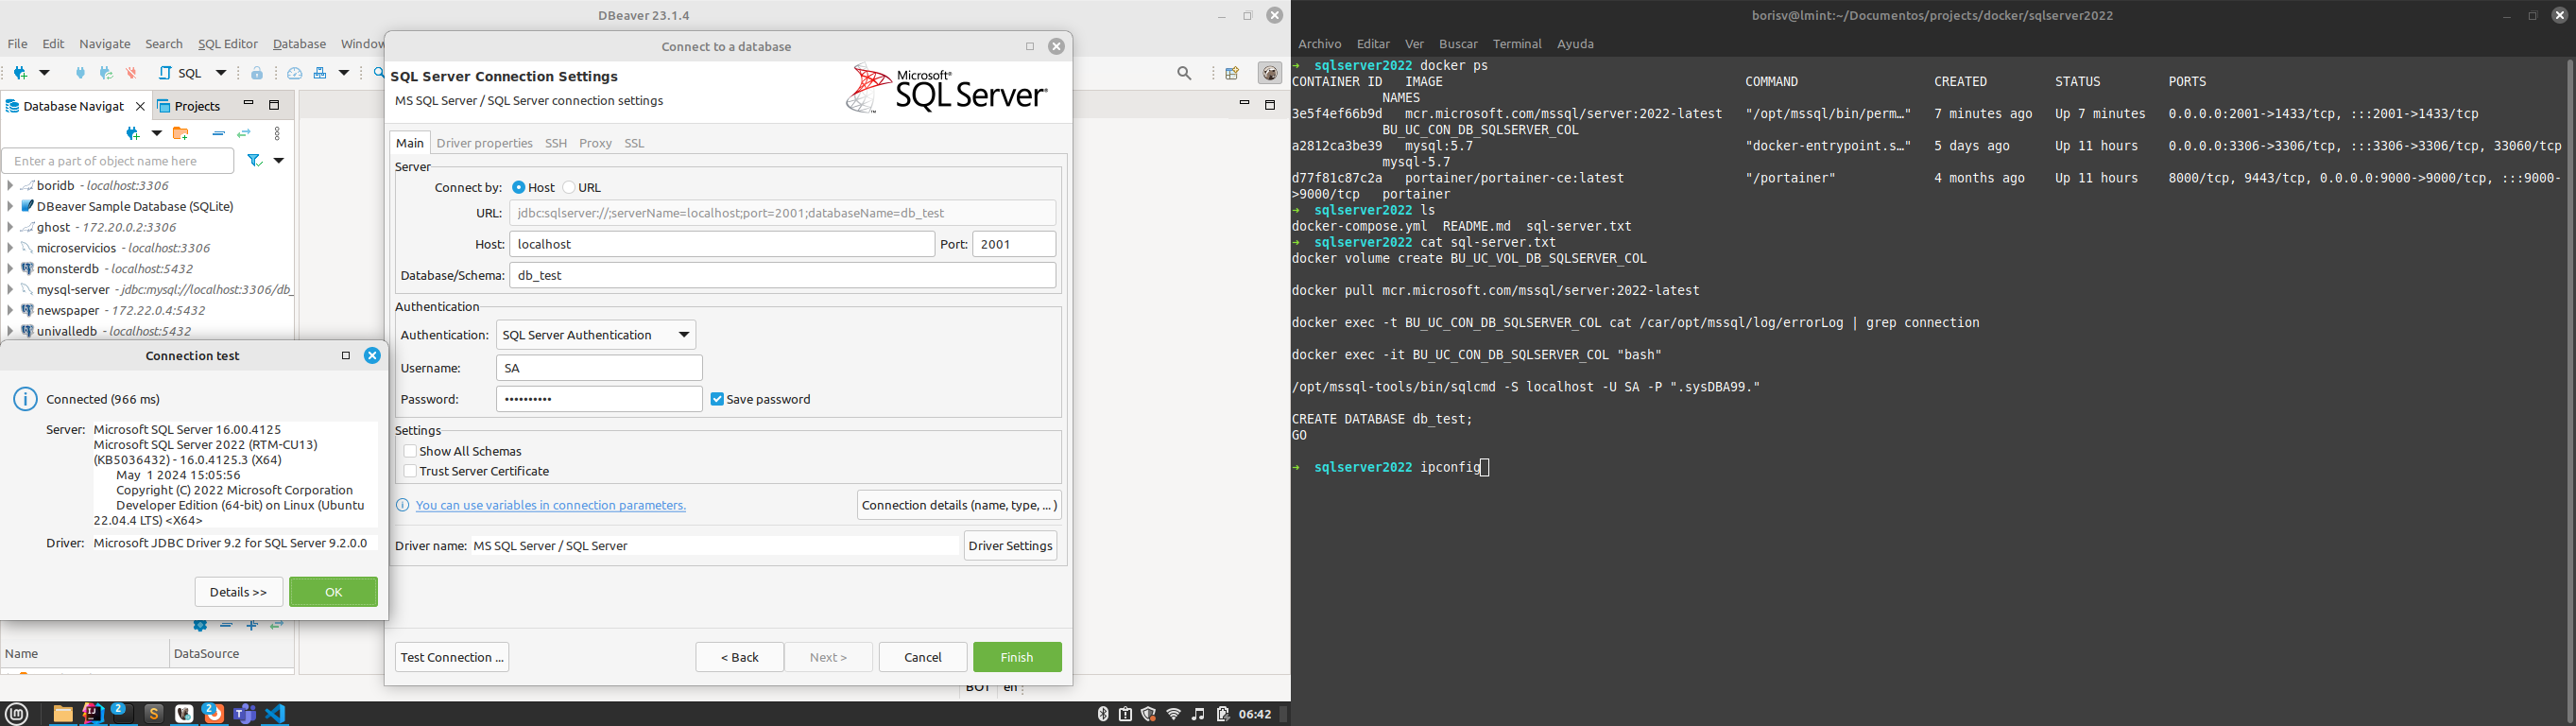 DBeaver 23.1.4
File Edit Navigate Search SQL Editor Database Window
SQL
Database Navigat Projects
Enter a part of object name here
boridb - localhost:3306
DBeaver Sample Database (SQLite)
ghost - 172.20.0.2:3306
microservicios - localhost:3306
monsterdb - localhost:5432
mysql-server - jdbc:mysql://localhost:3306/db_
newspaper - 172.22.0.4:5432
univalledb - localhost:5432
Connection test
Connected (966 ms)
Server: Microsoft SQL Server 16.00.4125
Microsoft SQL Server 2022 (RTM-CU13)
(KB5036432) - 16.0.4125.3 (X64)
May 1 2024 15:05:56
Copyright (C) 2022 Microsoft Corporation
Developer Edition (64-bit) on Linux (Ubuntu
22.04.4 LTS) <X64>
Driver: Microsoft JDBC Driver 9.2 for SQL Server 9.2.0.0
Details >> OK
Name DataSource
Connect to a database
SQL Server Connection Settings
MS SQL Server / SQL Server connection settings
Microsoft®
SQL Server®
Main Driver properties SSH Proxy SSL
Server
Connect by: Host URL
URL: jdbc:sqlserver://;serverName=localhost;port=2001;databaseName=db_test
Host: localhost Port: 2001
Database/Schema: db_test
Authentication
Authentication: SQL Server Authentication
Username: SA
Password: •••••••••• Save password
Settings
Show All Schemas
Trust Server Certificate
You can use variables in connection parameters. Connection details (name, type, ... )
Driver name: MS SQL Server / SQL Server Driver Settings
Test Connection ... < Back Next > Cancel Finish
BOT en
2 S 2 06:42
borisv@lmint:~/Documentos/projects/docker/sqlserver2022
Archivo Editar Ver Buscar Terminal Ayuda
➜ sqlserver2022 docker ps
CONTAINER ID IMAGE COMMAND CREATED STATUS PORTS
NAMES
3e5f4ef66b9d mcr.microsoft.com/mssql/server:2022-latest "/opt/mssql/bin/perm…" 7 minutes ago Up 7 minutes 0.0.0.0:2001->1433/tcp, :::2001->1433/tcp
BU_UC_CON_DB_SQLSERVER_COL
a2812ca3be39 mysql:5.7 "docker-entrypoint.s…" 5 days ago Up 11 hours 0.0.0.0:3306->3306/tcp, :::3306->3306/tcp, 33060/tcp
mysql-5.7
d77f81c87c2a portainer/portainer-ce:latest "/portainer" 4 months ago Up 11 hours 8000/tcp, 9443/tcp, 0.0.0.0:9000->9000/tcp, :::9000-
>9000/tcp portainer
➜ sqlserver2022 ls
docker-compose.yml README.md sql-server.txt
➜ sqlserver2022 cat sql-server.txt
docker volume create BU_UC_VOL_DB_SQLSERVER_COL
docker pull mcr.microsoft.com/mssql/server:2022-latest
docker exec -t BU_UC_CON_DB_SQLSERVER_COL cat /car/opt/mssql/log/errorLog | grep connection
docker exec -it BU_UC_CON_DB_SQLSERVER_COL "bash"
/opt/mssql-tools/bin/sqlcmd -S localhost -U SA -P ".sysDBA99."
CREATE DATABASE db_test;
GO
➜ sqlserver2022 ipconfig